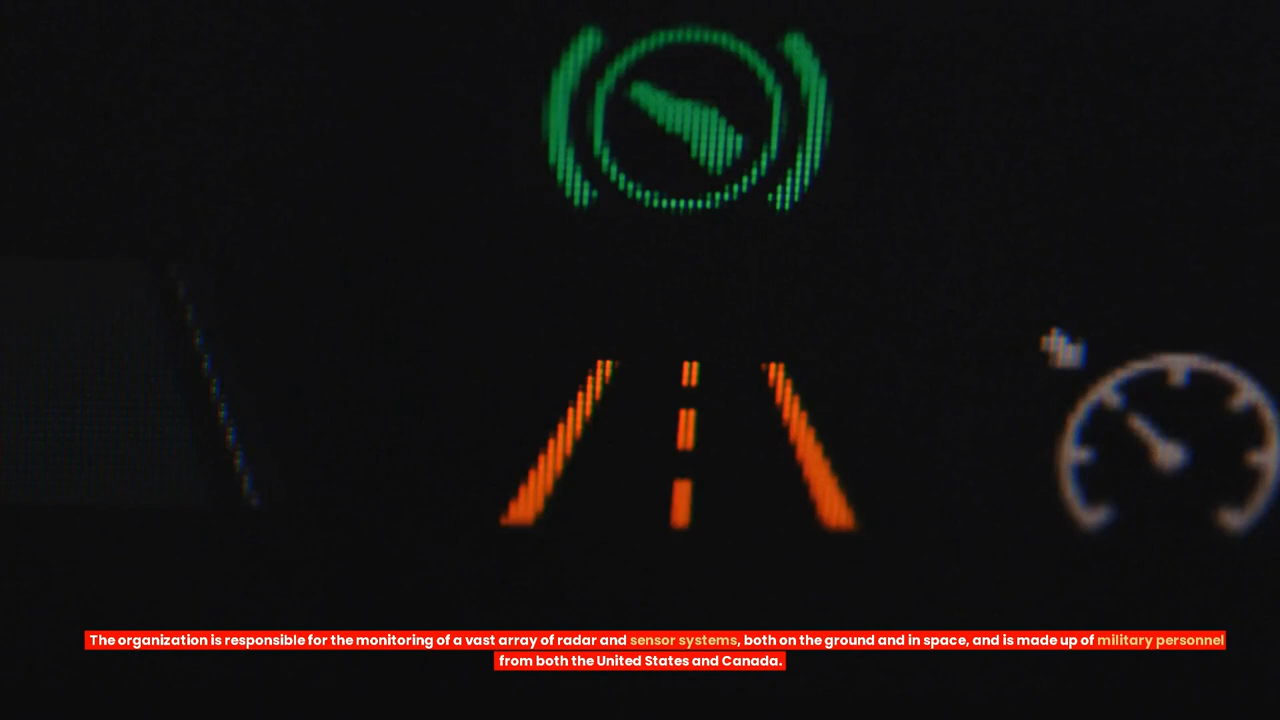 The organization is responsible for the monitoring of a vast array of radar and sensor systems, both on the ground and in space, and is made up of military personnel
from both the United States and Canada.